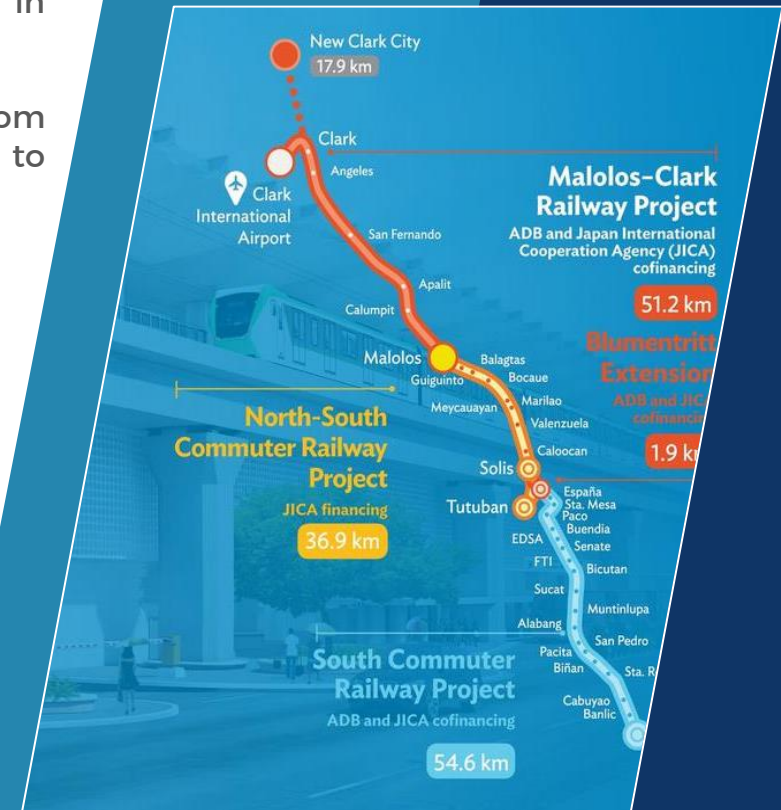 in
om
to
New Clark City
17.9 km
Clark
Angeles
Clark
International
Airport
San Fernando
Apalit
Calumpit
Malolos–Clark
Railway Project
ADB and Japan International
Cooperation Agency (JICA)
cofinancing
51.2 km
Blumentritt
Extension
ADB and JICA
cofinancing
1.9 k
Malolos
Guiguinto
Balagtas
Bocaue
Meycauayan
Marilao
Valenzuela
Caloocan
North-South
Commuter Railway
Project
JICA financing
36.9 km
Solis
Tutuban
España
Sta. Mesa
Paco
Buendia
EDSA
Senate
FTI
Bicutan
Sucat
Muntinlupa
Alabang
San Pedro
Pacita
Biñan
Sta. R
Cabuyao
Banlic
South Commuter
Railway Project
ADB and JICA cofinancing
54.6 km